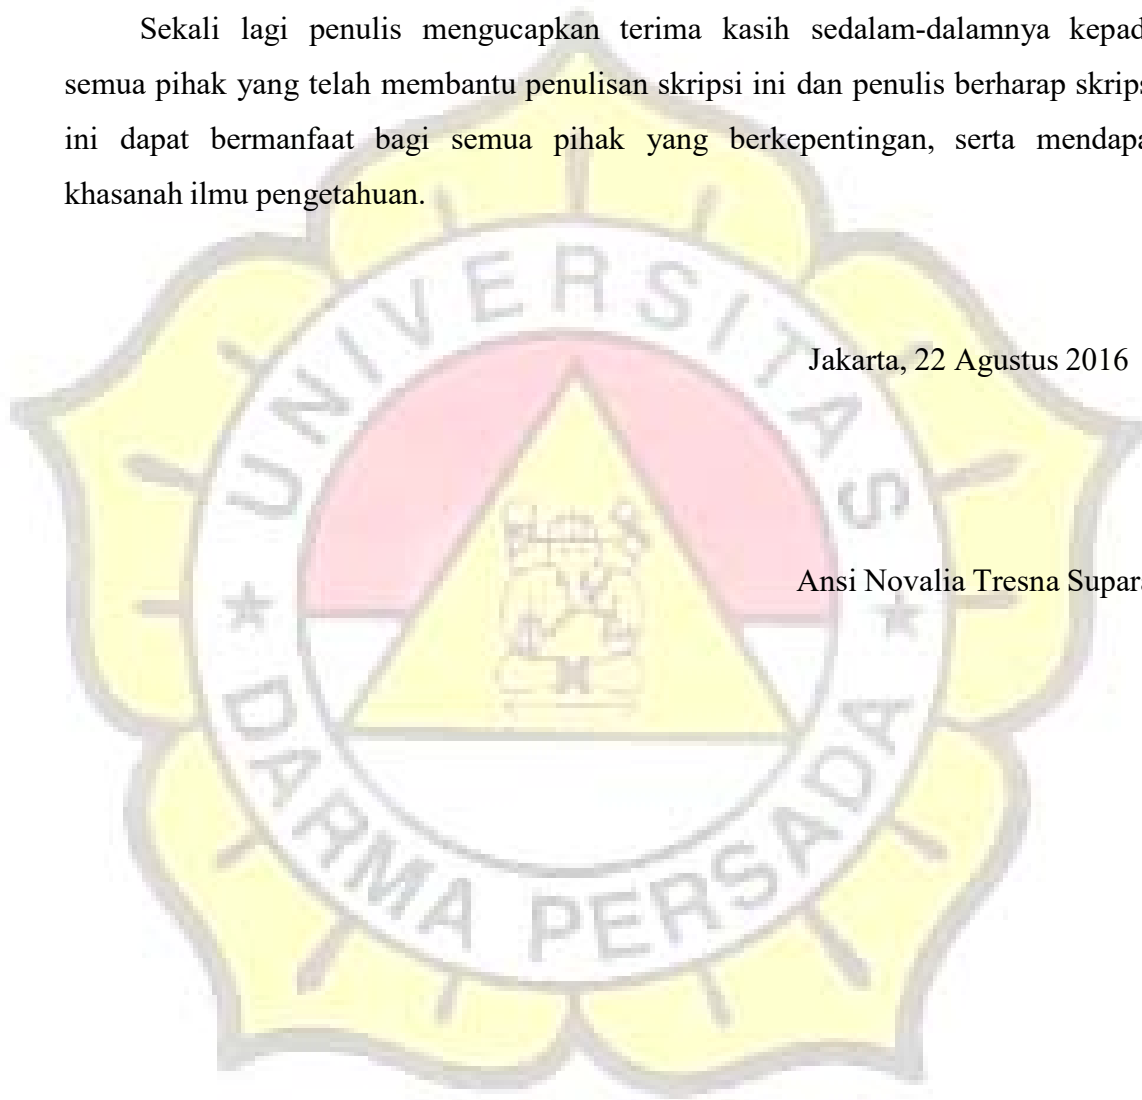 Sekali lagi penulis mengucapkan terima kasih sedalam-dalamnya kepad
semua pihak yang telah membantu penulisan skripsi ini dan penulis berharap skrips
ini dapat bermanfaat bagi semua pihak yang berkepentingan, serta mendapa
khasanah ilmu pengetahuan.
UNIVERSITAS
Jakarta, 22 Agustus 2016
Ansi Novalia Tresna Supara
DARMA PERSADA